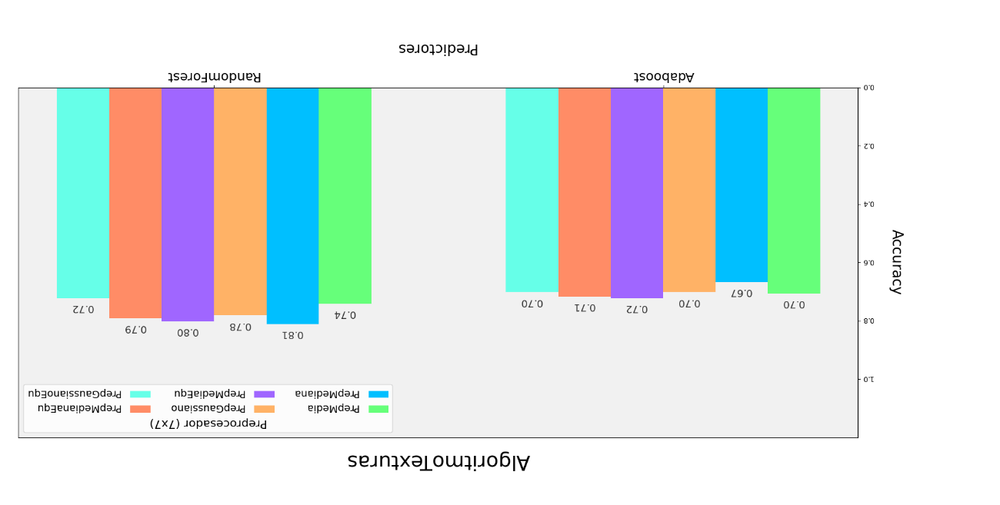 AlgoritmoTexturas
Preprocesador (7x7)
PrepMedia PrepGaussiano PrepMedianaEqu
PrepMediana PrepMediaEqu PrepGaussianoEqu
Accuracy
1.0
0.8
0.6
0.4
0.2
0.0
0.70 0.67 0.70 0.72 0.71 0.70
0.74 0.81 0.78 0.80 0.79 0.72
Adaboost RandomForest
Predictores